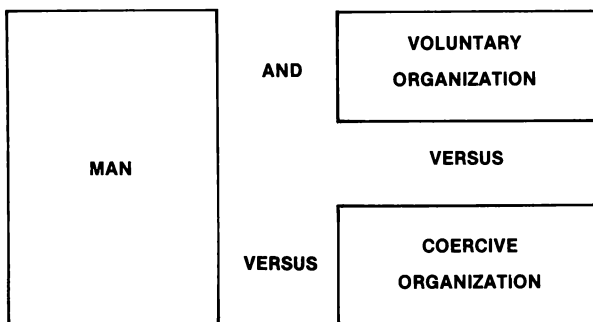 VOLUNTARY
AND
ORGANIZATION
VERSUS
MAN
COERCIVE
VERSUS
ORGANIZATION